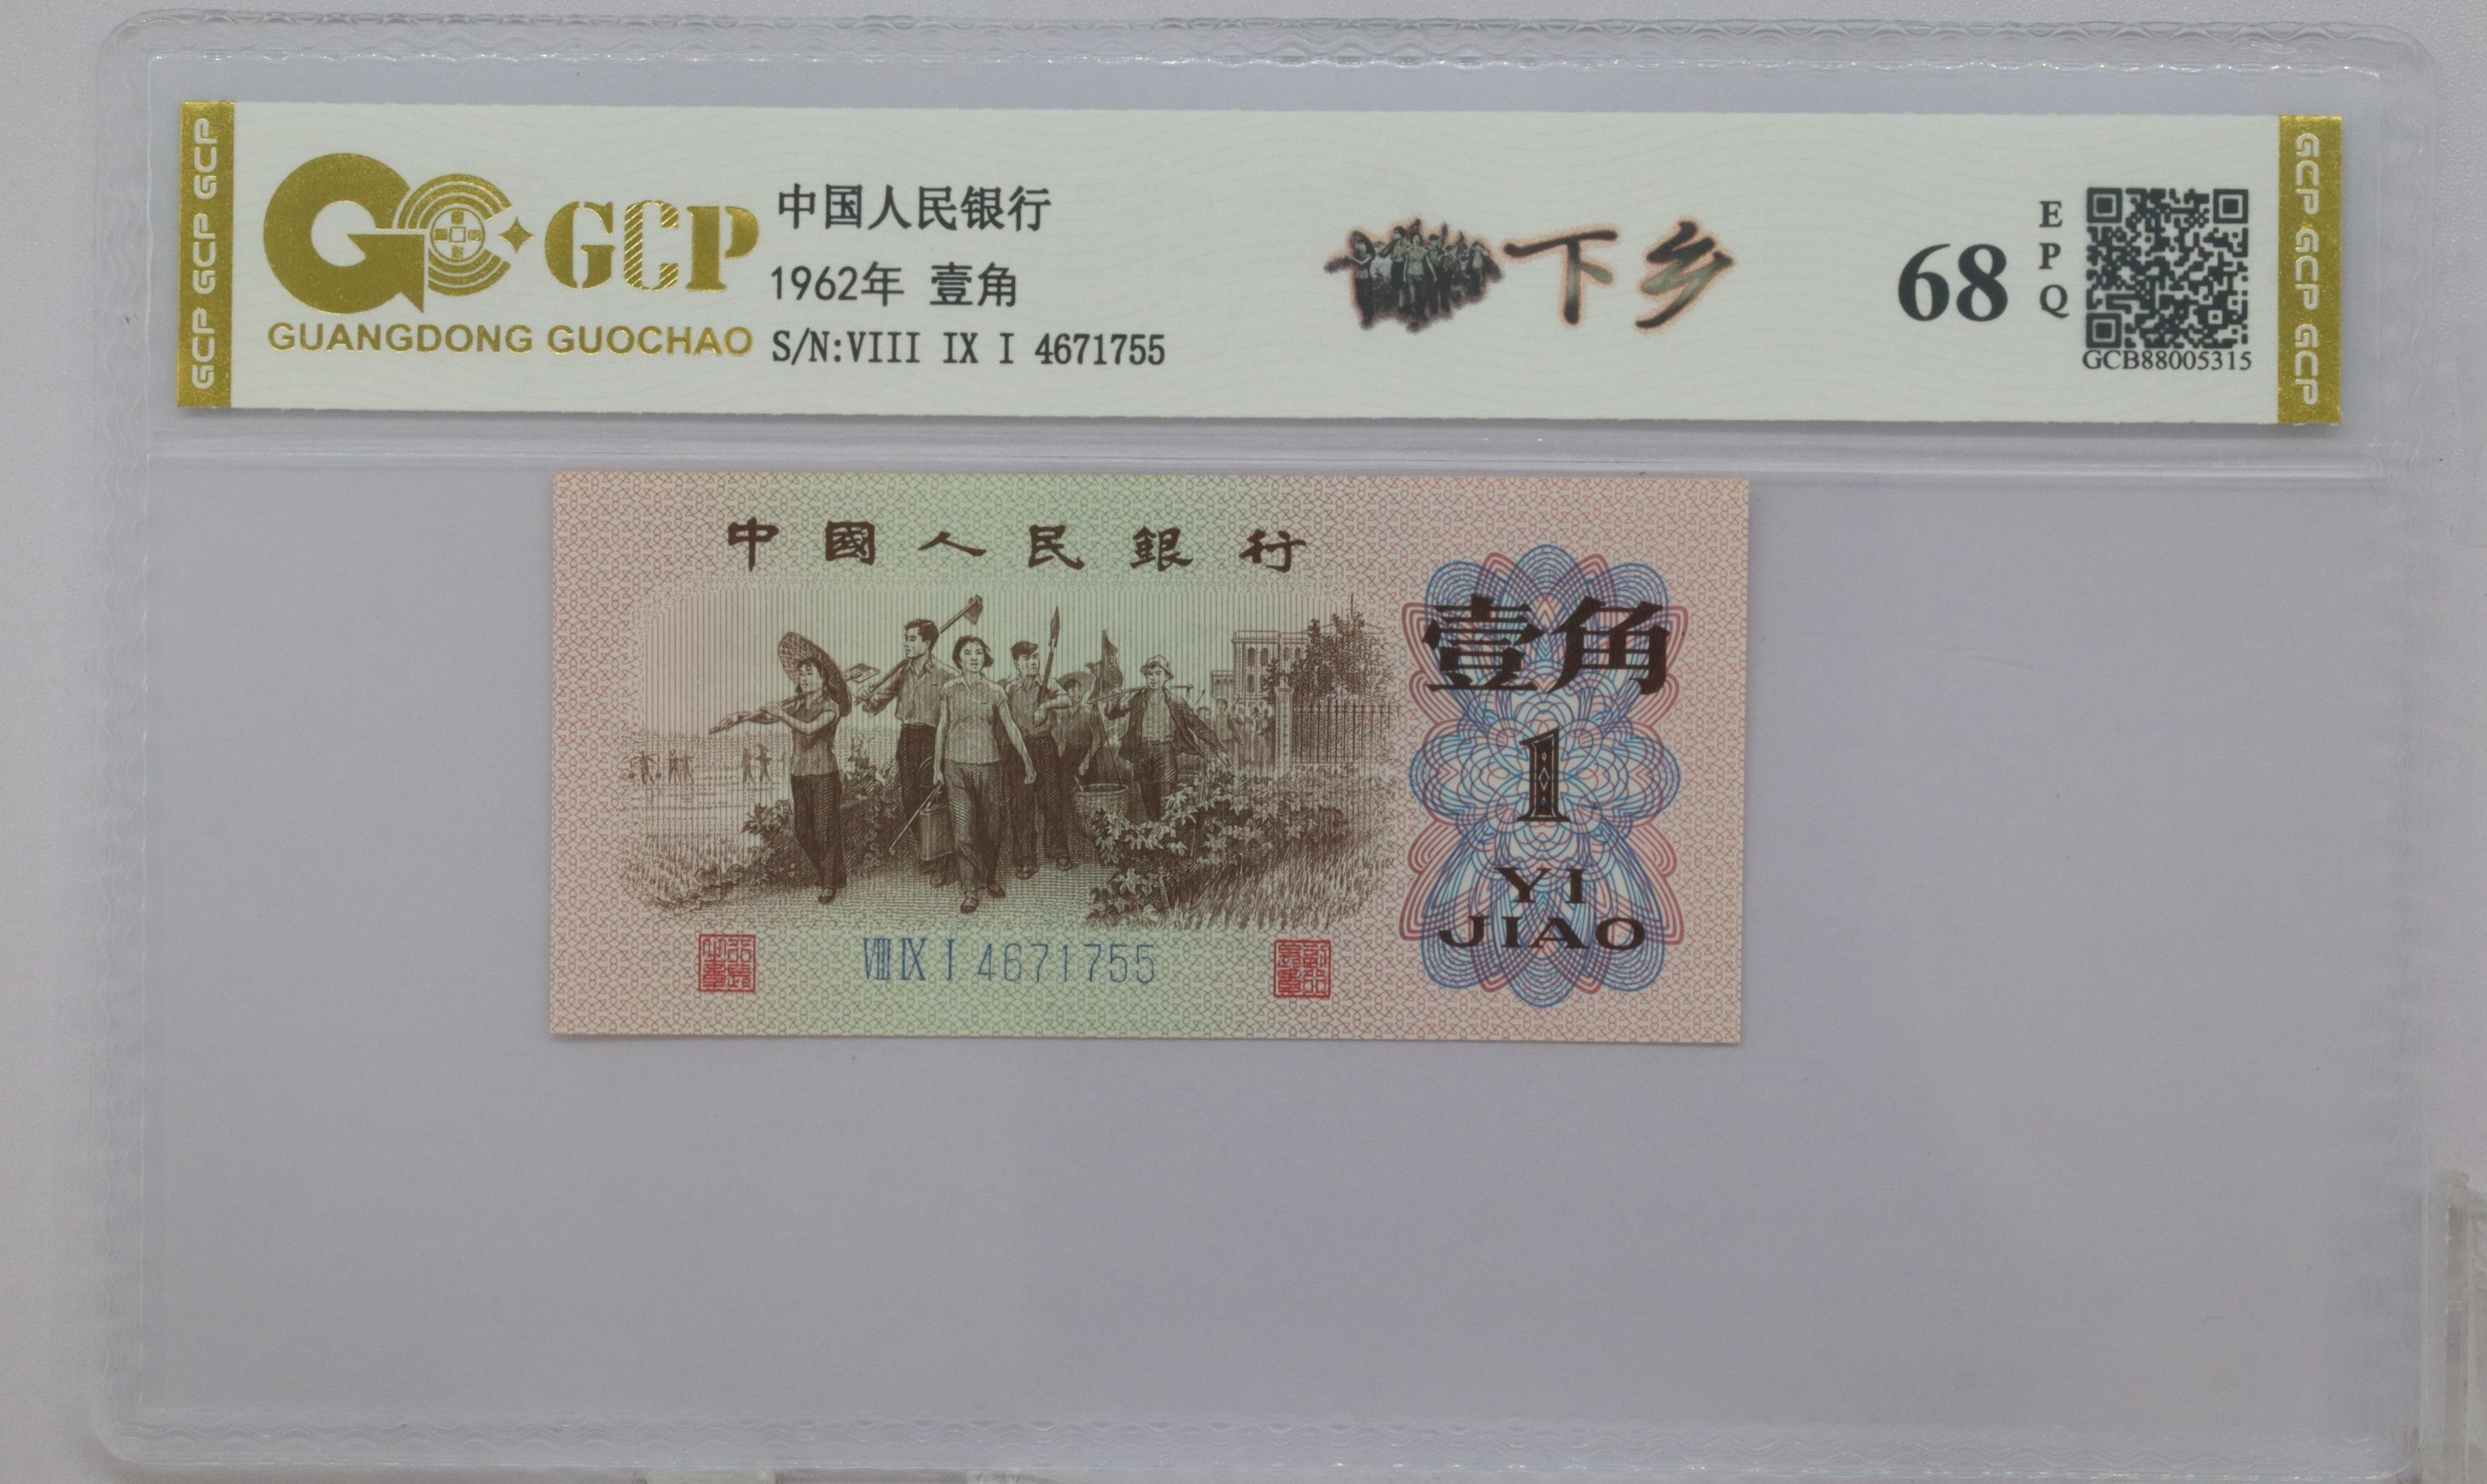 GCP GCP GCP
GCP
GUANGDONG GUOCHAO
中国人民银行
1962年 壹角
S/N:VIII IX I 4671755
下乡
68
EPQ
GCB88005315
GCP GCP GCP
中國人民銀行
壹角
1
YI
JIAO
VIII IX I 4671755